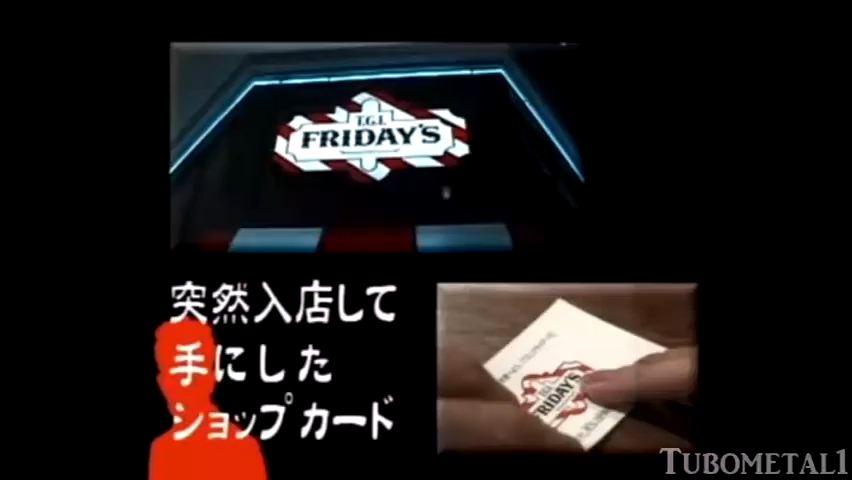 T.G.I.
FRIDAY'S
突然入店して
手にした
ショップカード
T.G.I.
FRIDAY'S
TUBOMETAL1